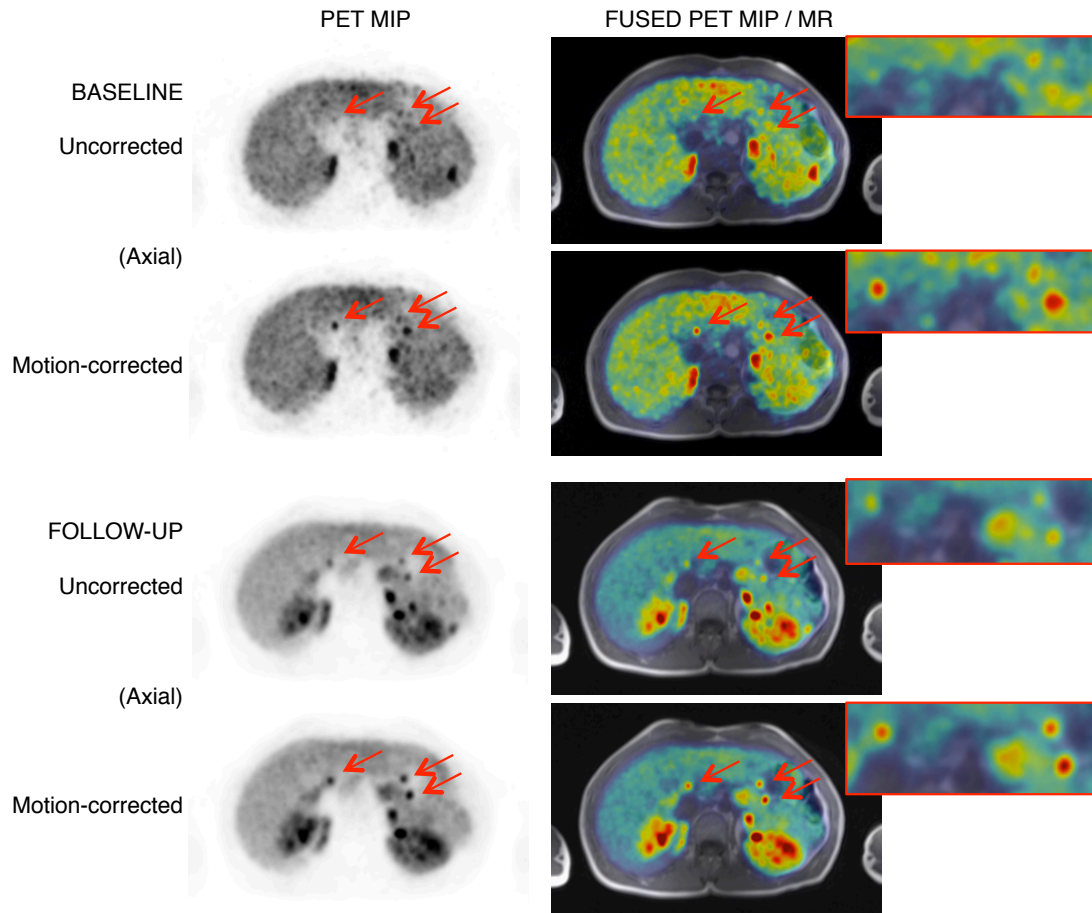 PET MIP
FUSED PET MIP / MR
BASELINE
Uncorrected
(Axial)
Motion-corrected
FOLLOW-UP
Uncorrected
(Axial)
Motion-corrected